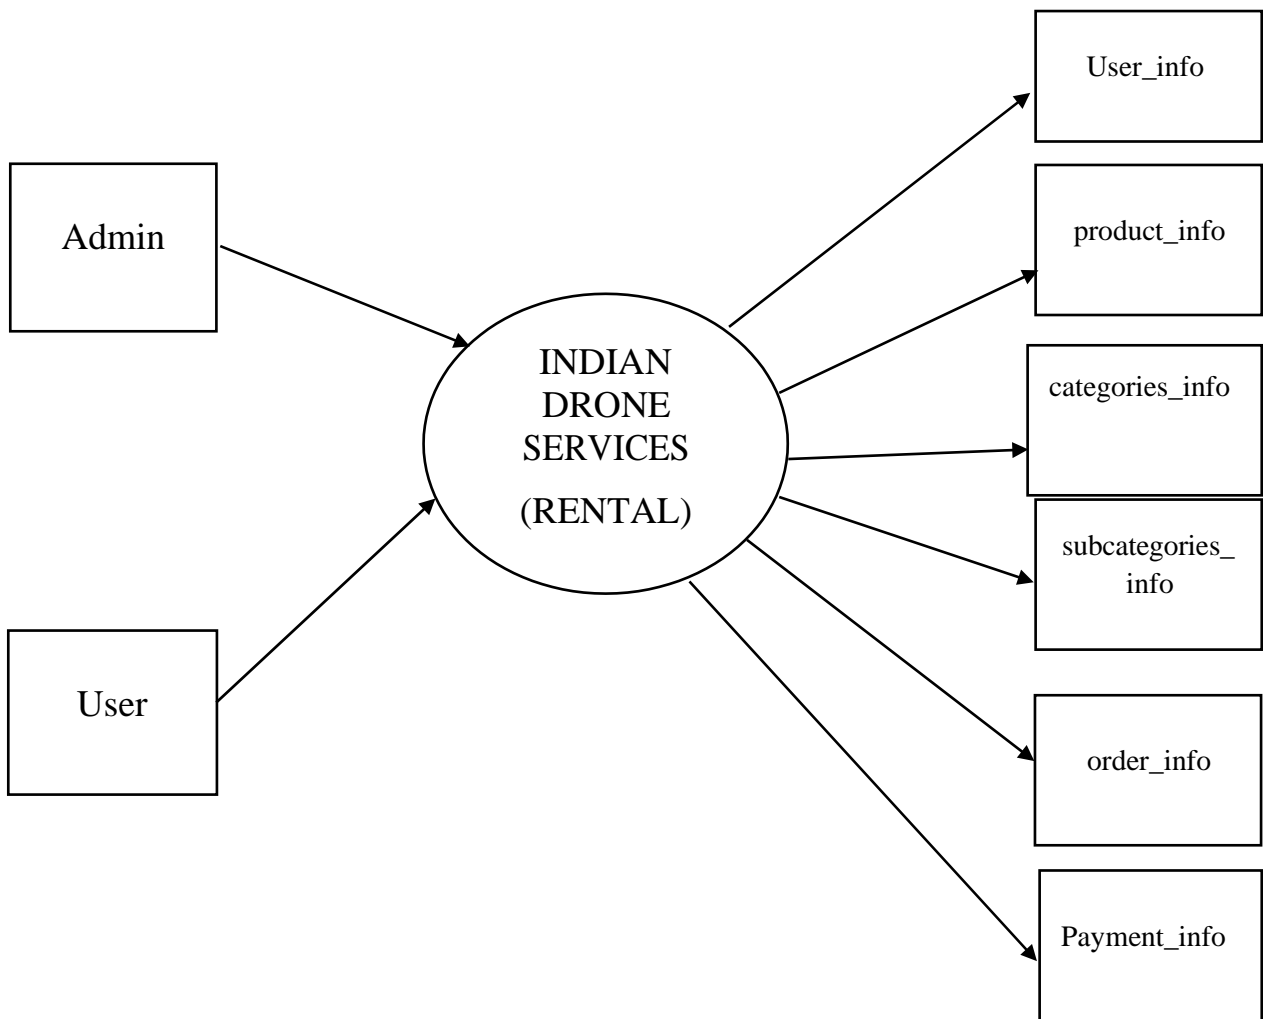 User_info
Admin
product_info
INDIAN
DRONE
SERVICES
(RENTAL)
categories_info
subcategories_
info
User
order_info
Payment_info